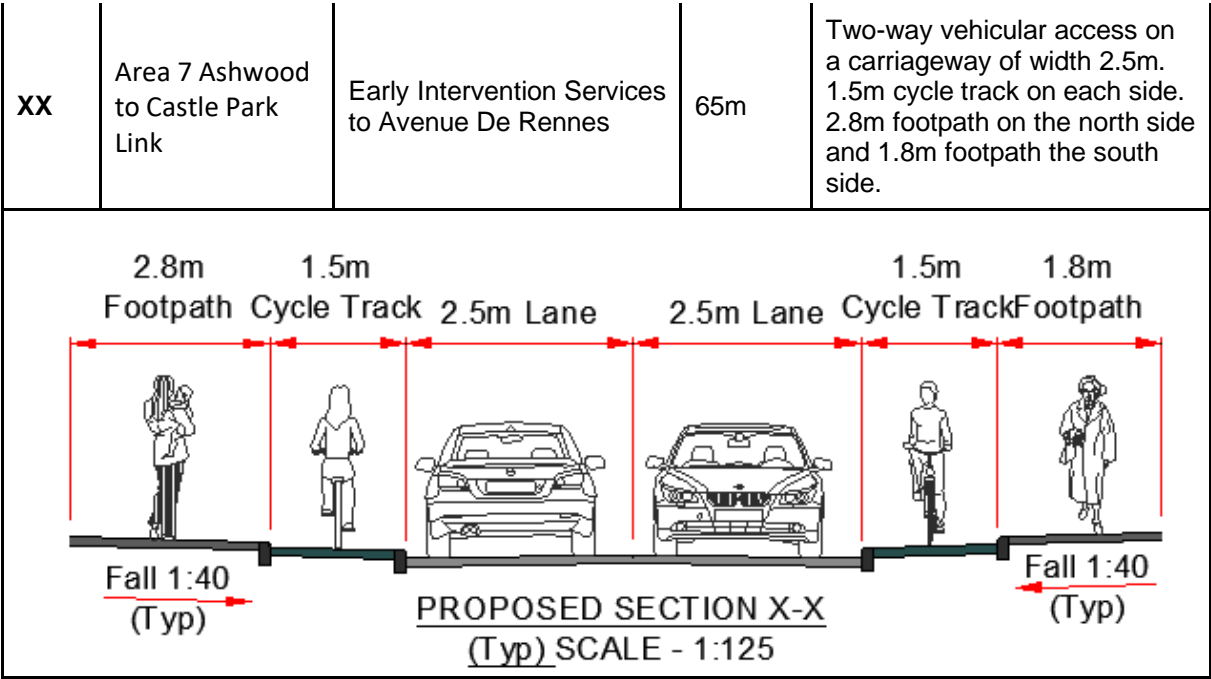 XX
Area 7 Ashwood
to Castle Park
Link
Early Intervention Services
to Avenue De Rennes
65m
Two-way vehicular access on
a carriageway of width 2.5m.
1.5m cycle track on each side.
2.8m footpath on the north side
and 1.8m footpath the south
side.
2.8m
Footpath
1.5m
Cycle Track
2.5m Lane
2.5m Lane
1.5m
Cycle Track
1.8m
Footpath
Fall 1:40
(Typ)
Fall 1:40
(Typ)
PROPOSED SECTION X-X
(Typ) SCALE - 1:125